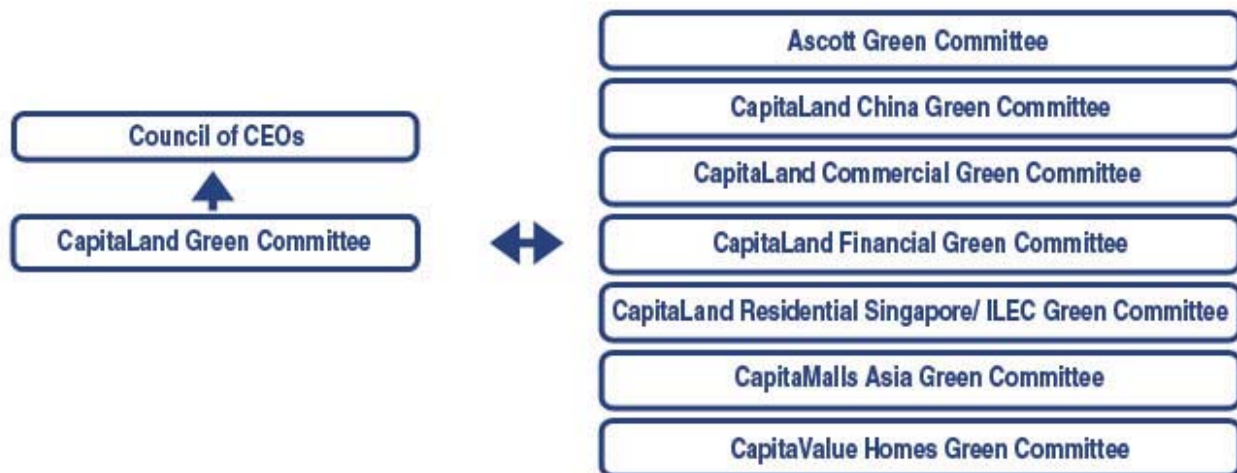 Council of CEOs
CapitaLand Green Committee
Ascott Green Committee
CapitaLand China Green Committee
CapitaLand Commercial Green Committee
CapitaLand Financial Green Committee
CapitaLand Residential Singapore/ ILEC Green Committee
CapitaMalls Asia Green Committee
CapitaValue Homes Green Committee